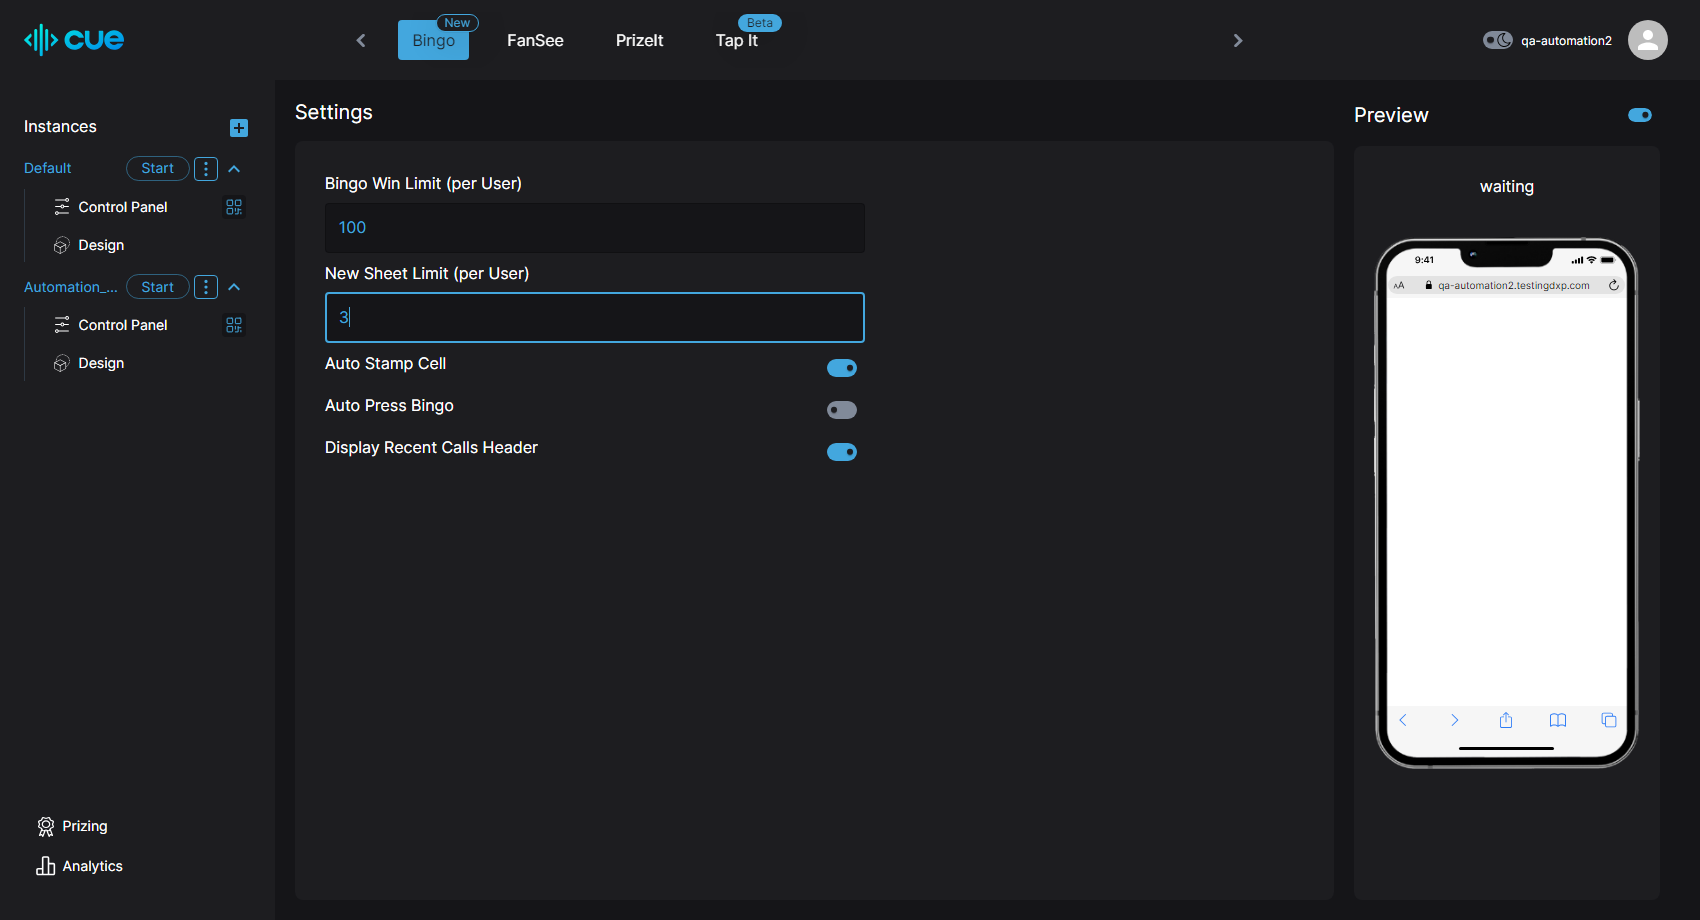 cue
Bingo
New
FanSee
PrizeIt
Tap It
Beta
qa-automation2
Instances
Default
Start
Control Panel
Design
Automation_...
Start
Control Panel
Design
Prizing
Analytics
Settings
Bingo Win Limit (per User)
100
New Sheet Limit (per User)
3
Auto Stamp Cell
Auto Press Bingo
Display Recent Calls Header
Preview
waiting
9:41
AA qa-automation2.testingdxp.com